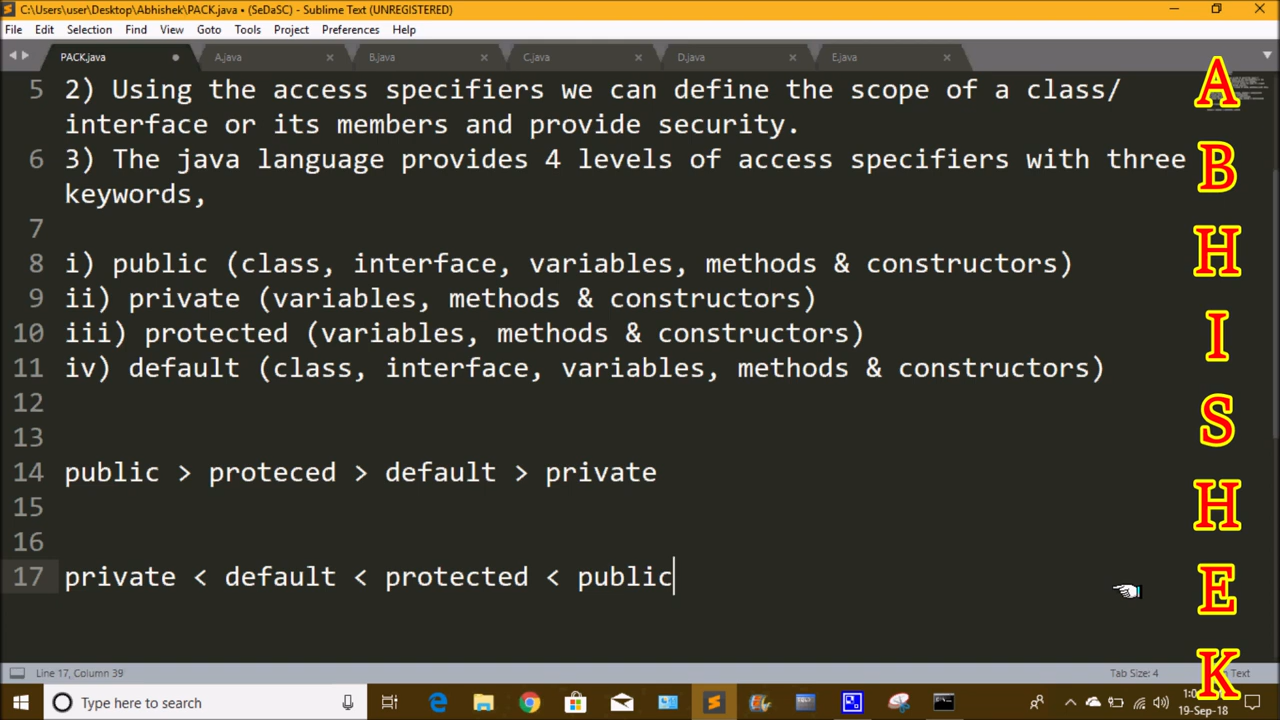 C:\Users\user\Desktop\Abhishek\PACK.java • (SeDaSC) - Sublime Text (UNREGISTERED)
File Edit Selection Find View Goto Tools Project Preferences Help
PACK.java A.java B.java C.java D.java E.java
5 2) Using the access specifiers we can define the scope of a class/
interface or its members and provide security.
6 3) The java language provides 4 levels of access specifiers with three
keywords,
7
8 i) public (class, interface, variables, methods & constructors)
9 ii) private (variables, methods & constructors)
10 iii) protected (variables, methods & constructors)
11 iv) default (class, interface, variables, methods & constructors)
12
13
14 public > proteced > default > private
15
16
17 private < default < protected < public
ABHISHEK
Line 17, Column 39 Tab Size: 4 Text
Type here to search
19-Sep-18